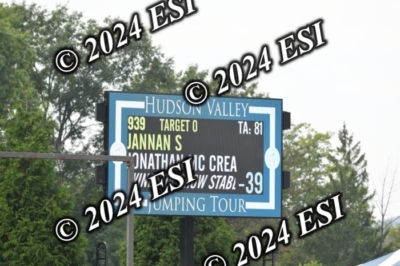 HUDSON VALLEY
939 TARGET 0 TA: 81
JANNAN S
CREA
-39
JUMPING TOUR
© 2024 ESI
© 2024 ESI
© 2024 ESI
© 2024 ESI
© 2024 ESI